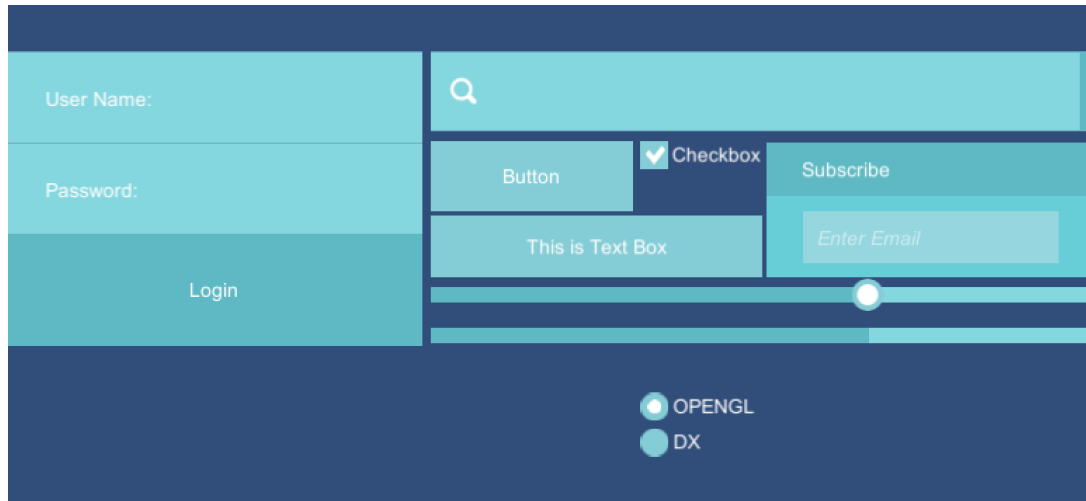 User Name:
Password:
Login
Button
Checkbox
Subscribe
This is Text Box
Enter Email
OPENGL
DX